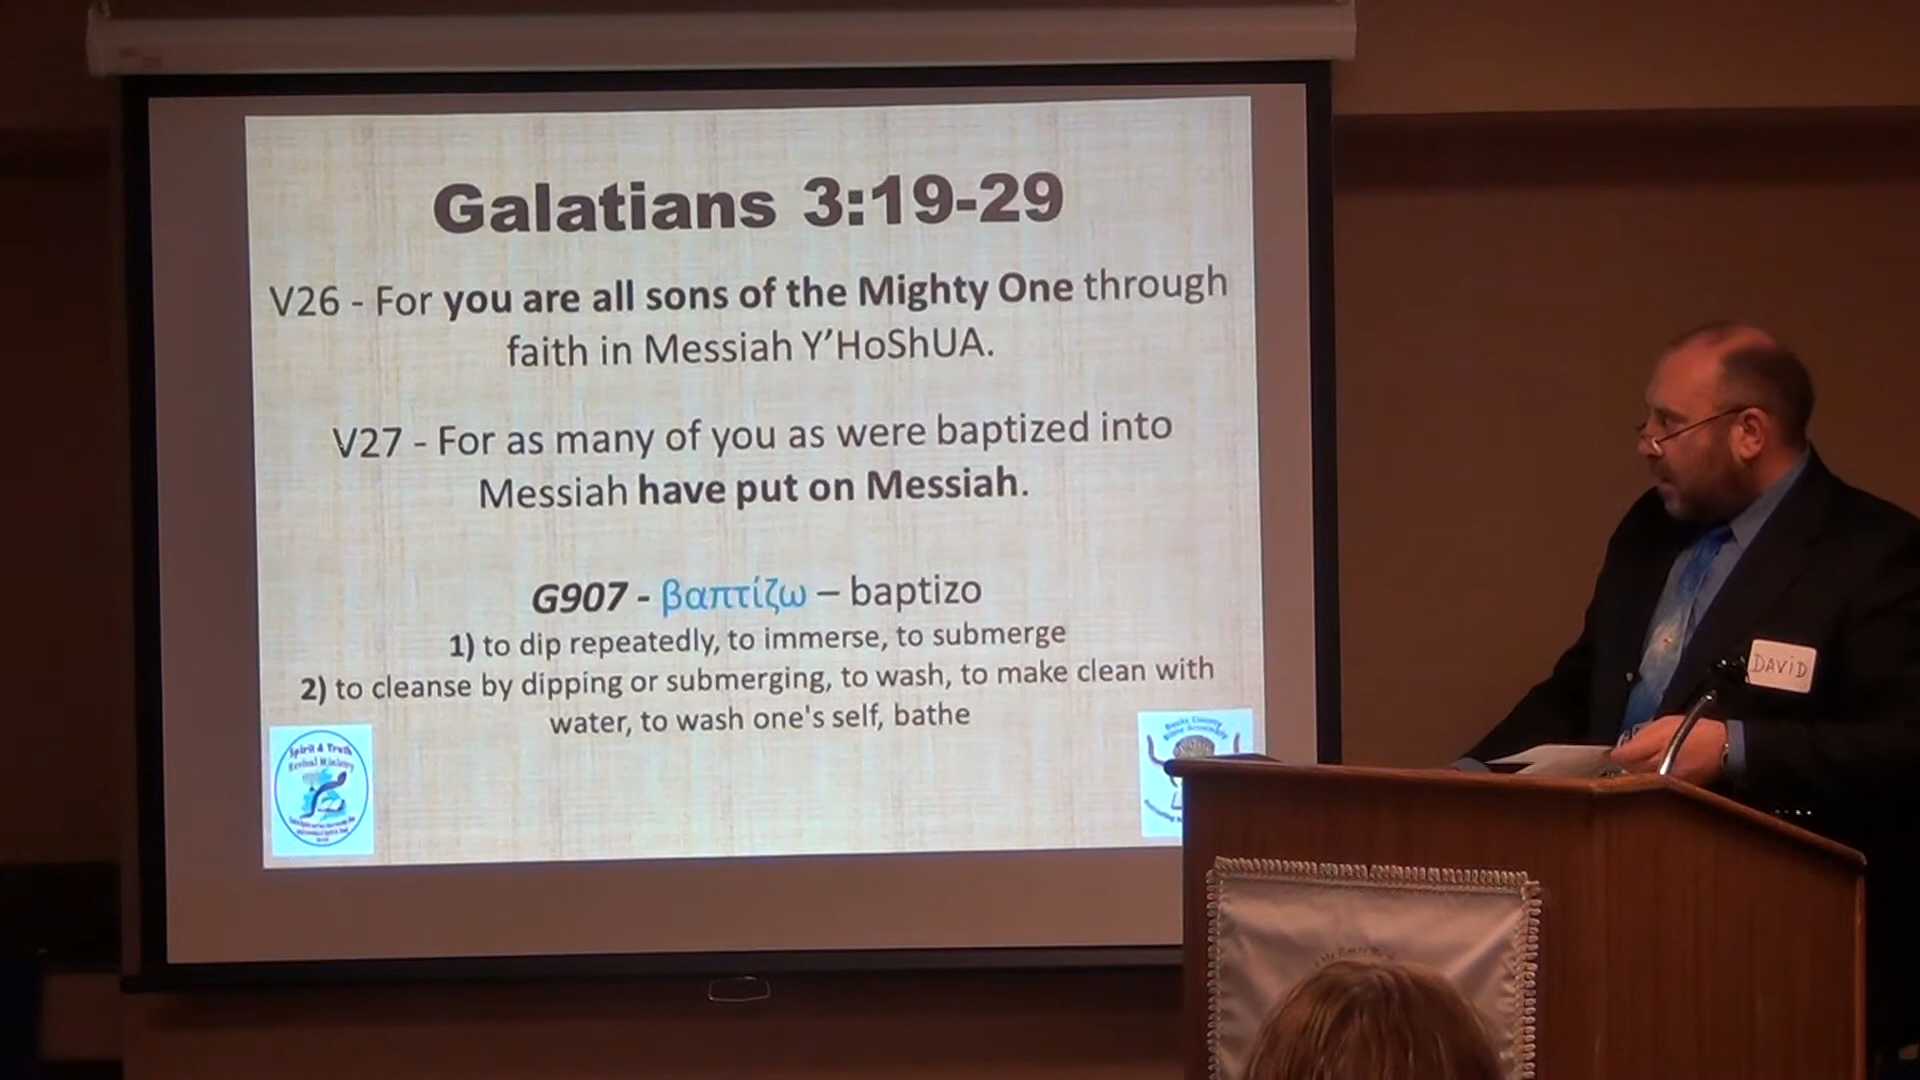 Galatians 3:19-29
V26 - For you are all sons of the Mighty One through
faith in Messiah Y’HoShUA.
V27 - For as many of you as were baptized into
Messiah have put on Messiah.
G907 - βαπτίζω – baptizo
1) to dip repeatedly, to immerse, to submerge
2) to cleanse by dipping or submerging, to wash, to make clean with
water, to wash one's self, bathe
Spirit & Truth
Revival Ministry
DAVID